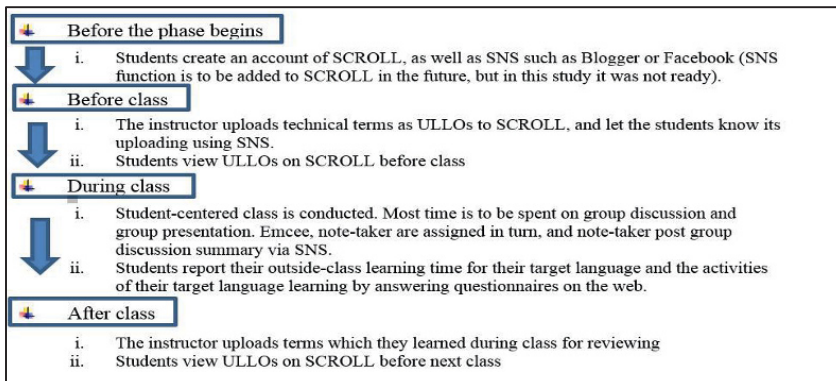 Before the phase begins
i. Students create an account of SCROLL, as well as SNS such as Blogger or Facebook (SNS
function is to be added to SCROLL in the future, but in this study it was not ready).
Before class
i. The instructor uploads technical terms as ULLOs to SCROLL, and let the students know its
uploading using SNS.
ii. Students view ULLOs on SCROLL before class
During class
i. Student-centered class is conducted. Most time is to be spent on group discussion and
group presentation. Emcee, note-taker are assigned in turn, and note-taker post group
discussion summary via SNS.
ii. Students report their outside-class learning time for their target language and the activities
of their target language learning by answering questionnaires on the web.
After class
i. The instructor uploads terms which they learned during class for reviewing
ii. Students view ULLOs on SCROLL before next class